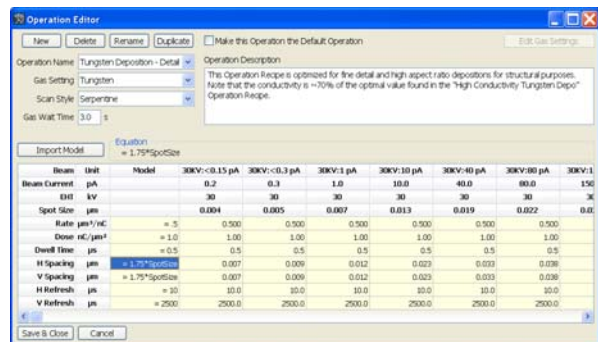 Operation Editor
New Delete Rename Duplicate Make this Operation the Default Operation Edit Gas Settings
Operation Name Tungsten Deposition - Detail Operation Description
Gas Setting Tungsten
Scan Style Serpentine
Gas Wait Time 3.0 s
This Operation Recipe is optimized for fine detail and high aspect ratio depositions for structural purposes.
Note that the conductivity is ~70% of the optimal value found in the "High Conductivity Tungsten Depo"
Operation Recipe.
Import Model Equation
= 1.75*SpotSize
Beam Unit Model 30KV:<0.15 pA 30KV:<0.3 pA 30KV:1 pA 30KV:10 pA 30KV:40 pA 30KV:80 pA 30KV:1
Beam Current pA 0.2 0.3 1.0 10.0 40.0 80.0 150
EHT kV 30 30 30 30 30 30 30
Spot Size µm 0.004 0.005 0.007 0.013 0.019 0.022 0.0
Rate µm³/nC = .5 0.500 0.500 0.500 0.500 0.500 0.500
Dose nC/µm² = 1.0 1.00 1.00 1.00 1.00 1.00 1.00
Dwell Time µs = 0.5 0.5 0.5 0.5 0.5 0.5 0.5
H Spacing µm = 1.75*SpotSize 0.007 0.009 0.012 0.023 0.033 0.038
V Spacing µm = 1.75*SpotSize 0.007 0.009 0.012 0.023 0.033 0.038
H Refresh µs = 10 10.0 10.0 10.0 10.0 10.0 10.0
V Refresh µs = 2500 2500.0 2500.0 2500.0 2500.0 2500.0 2500.0
Save & Close Cancel